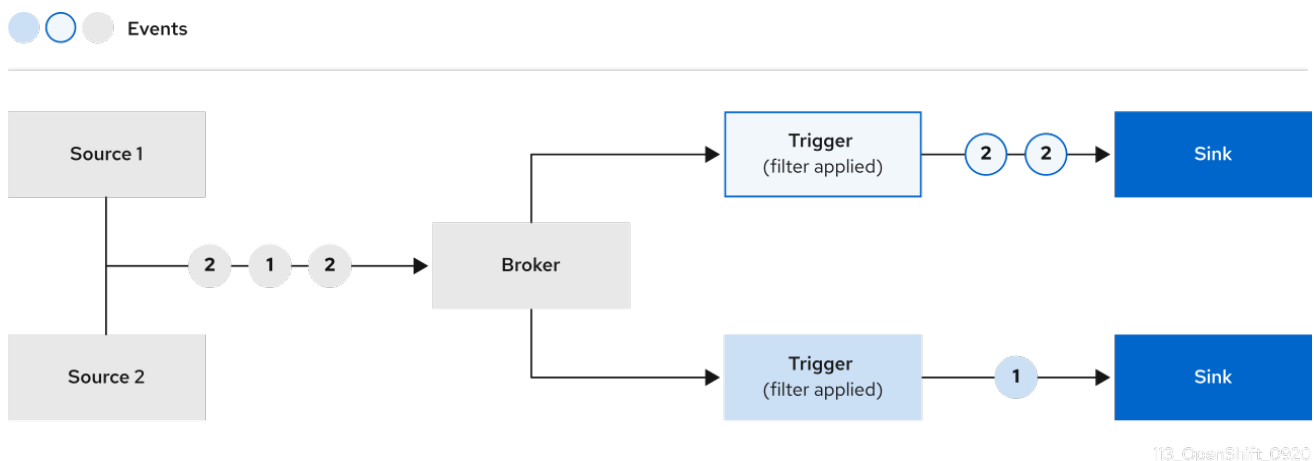 Events
Source 1
Trigger
(filter applied)
2 2
Sink
2 1 2
Broker
Source 2
Trigger
(filter applied)
1
Sink
113_OpenShift_0920